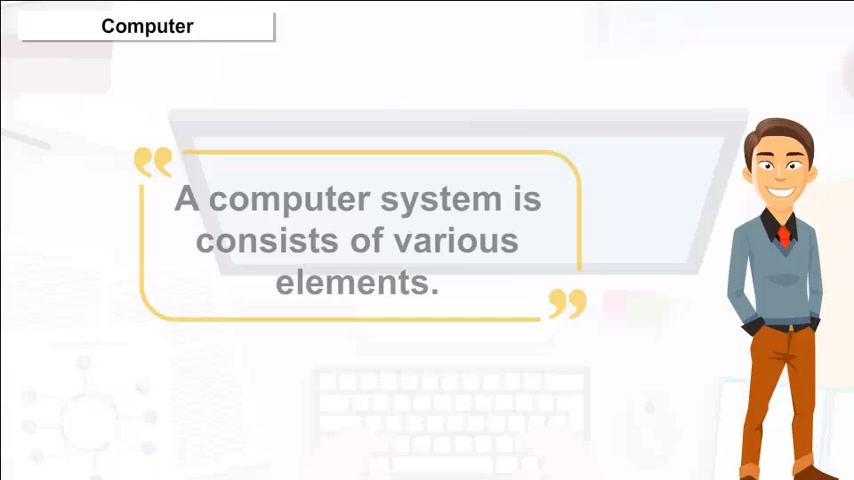 Computer
A computer system is
consists of various
elements.